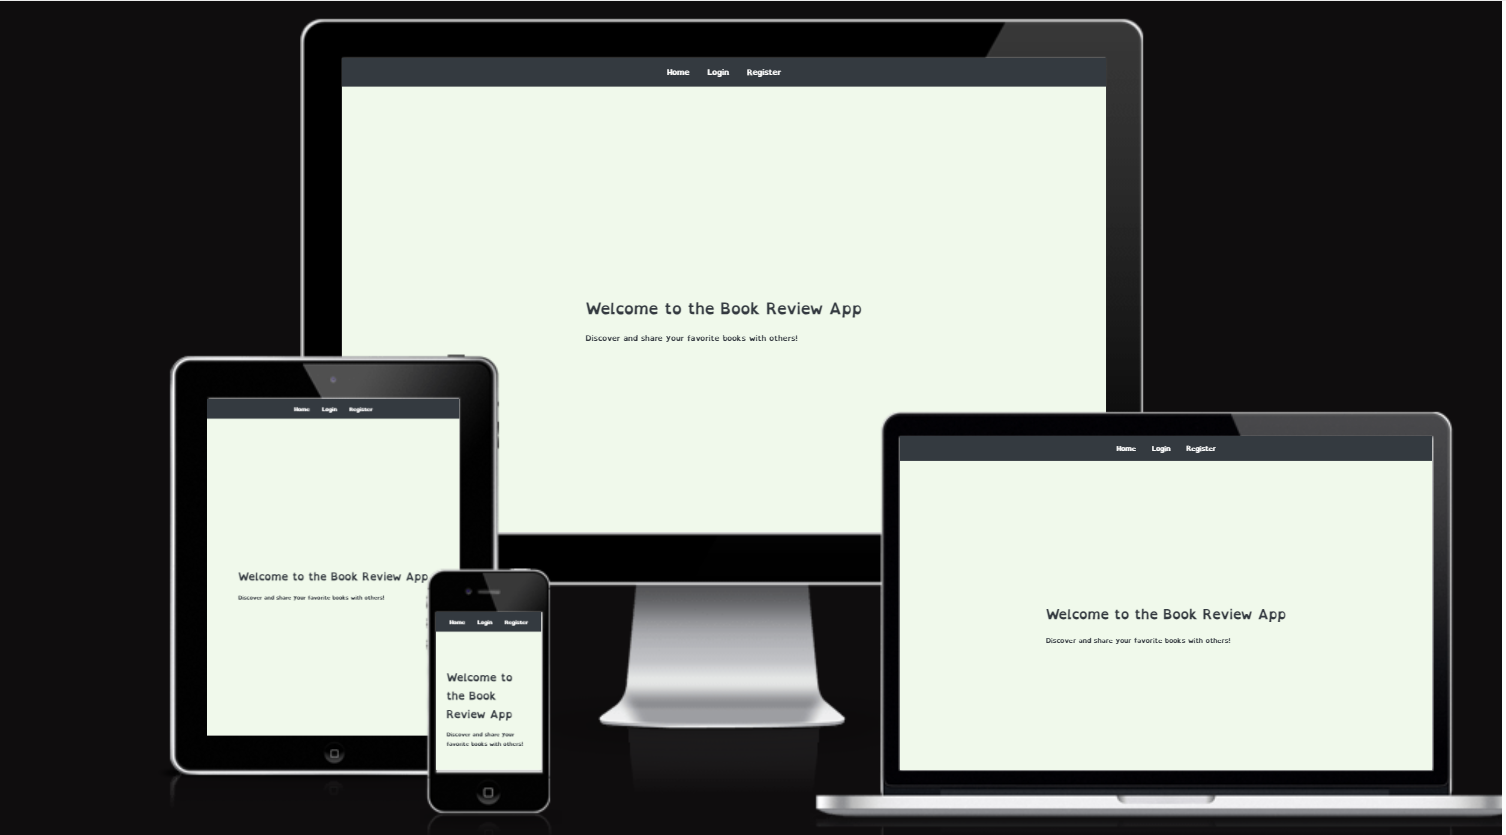 Home Login Register
Welcome to the Book Review App
Discover and share your favorite books with others!
Home Login Register
Welcome to the Book Review App
Discover and share your favorite books with others!
Home Login Register
Welcome to
the Book
Review App
Discover and share your
favorite books with others!
Home Login Register
Welcome to the Book Review App
Discover and share your favorite books with others!